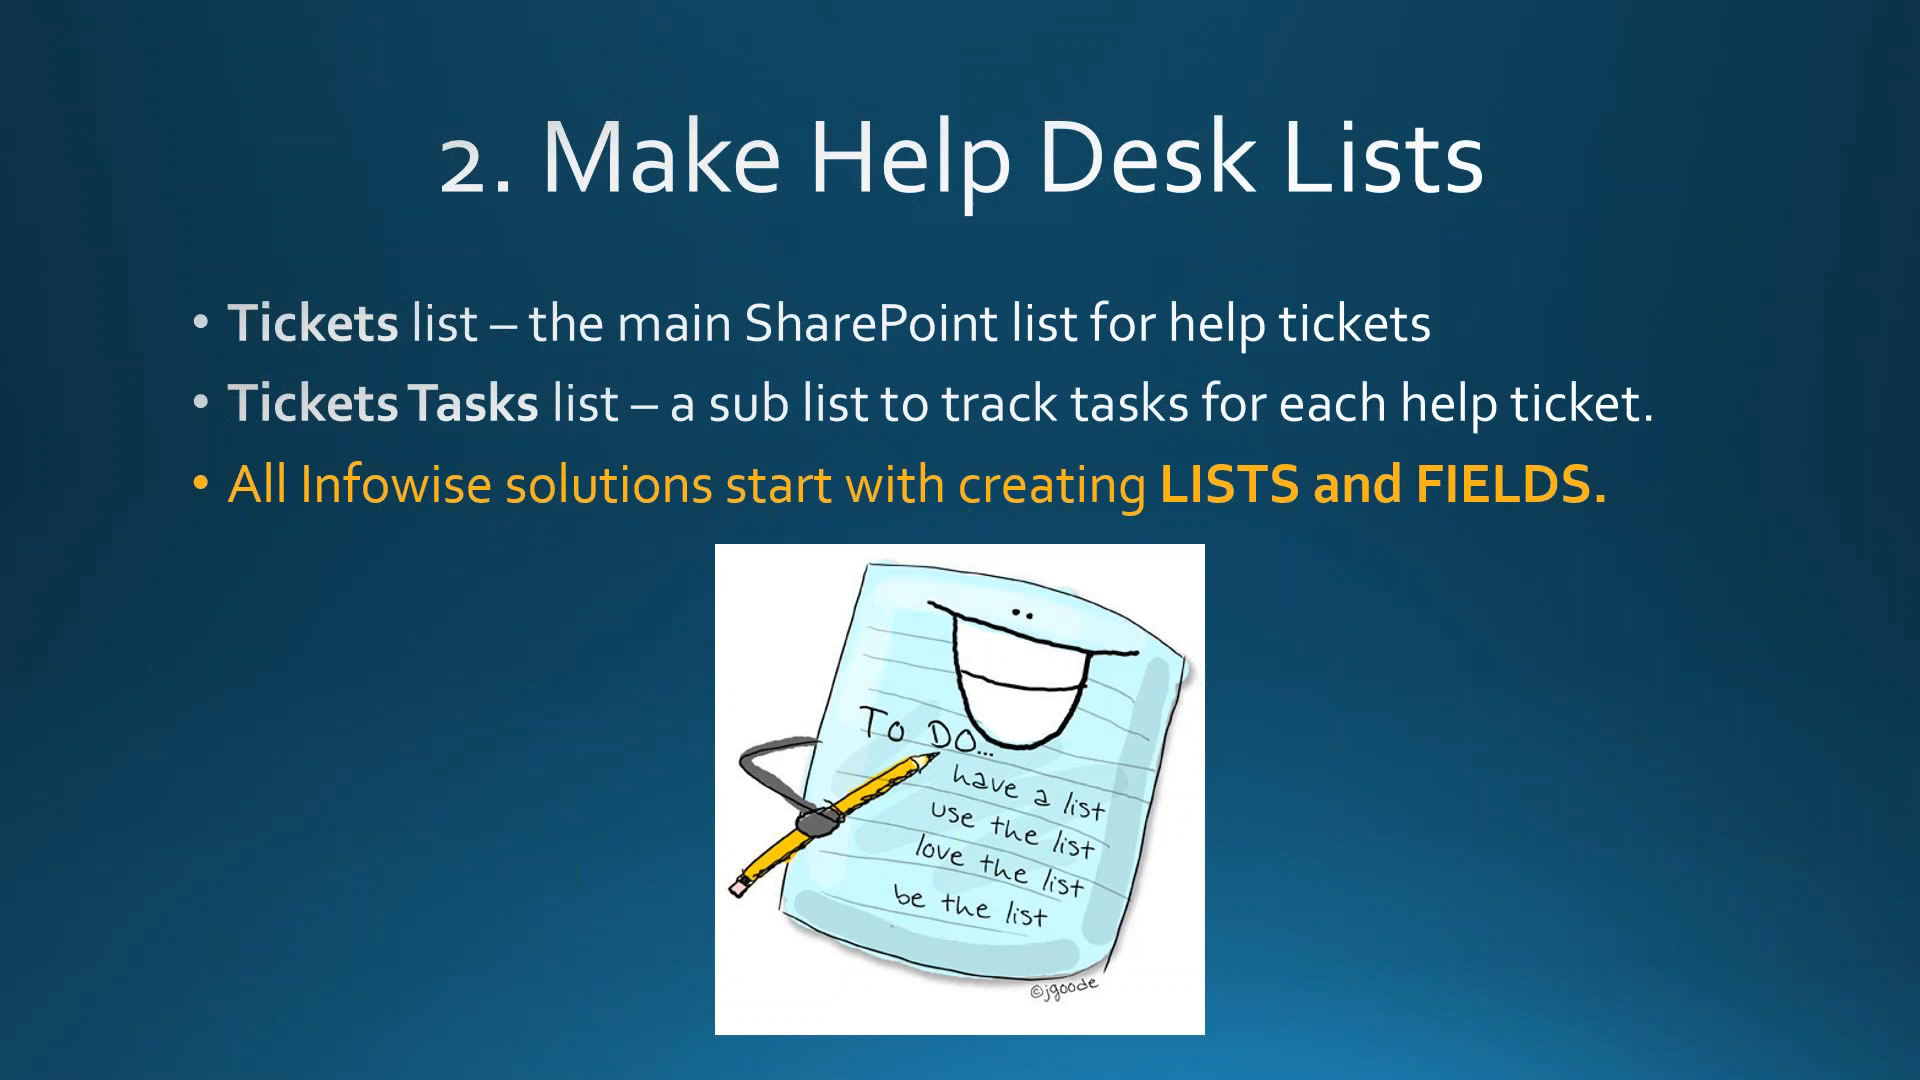 2. Make Help Desk Lists
• Tickets list – the main SharePoint list for help tickets
• Tickets Tasks list – a sub list to track tasks for each help ticket.
• All Infowise solutions start with creating LISTS and FIELDS.
TO DO...
have a list
use the list
love the list
be the list
©jgoode